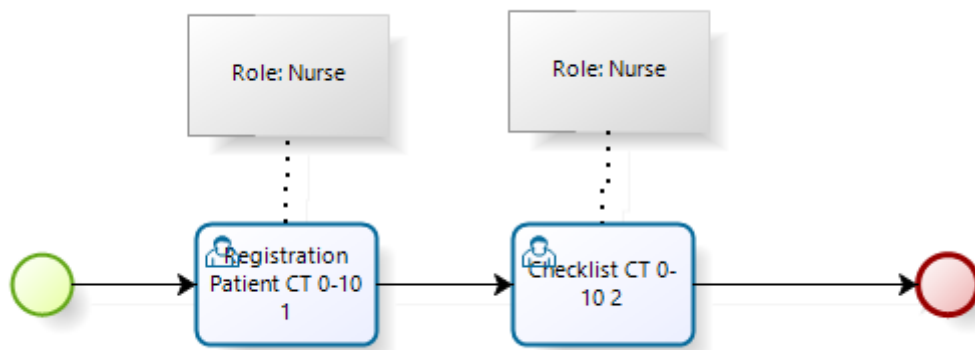 Role: Nurse
Role: Nurse
Registration
Patient CT 0-10
1
Checklist CT 0-
10 2